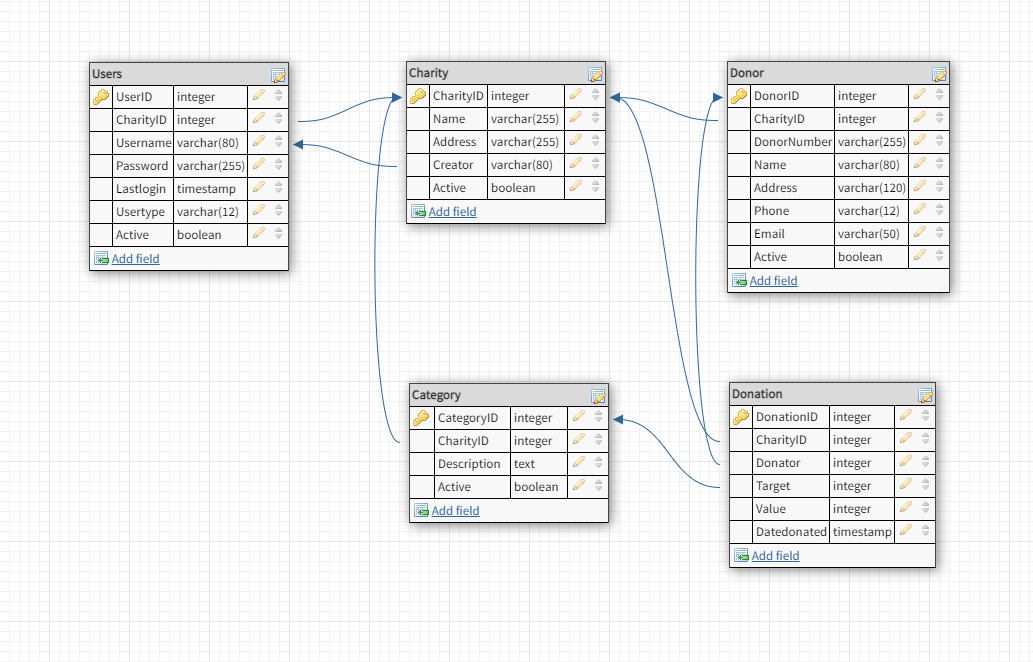 Users
UserID integer
CharityID integer
Username varchar(80)
Password varchar(255)
Lastlogin timestamp
Usertype varchar(12)
Active boolean
Add field
Charity
CharityID integer
Name varchar(255)
Address varchar(255)
Creator varchar(80)
Active boolean
Add field
Donor
DonorID integer
CharityID integer
DonorNumber varchar(255)
Name varchar(80)
Address varchar(120)
Phone varchar(12)
Email varchar(50)
Active boolean
Add field
Category
CategoryID integer
CharityID integer
Description text
Active boolean
Add field
Donation
DonationID integer
CharityID integer
Donator integer
Target integer
Value integer
Datedonated timestamp
Add field